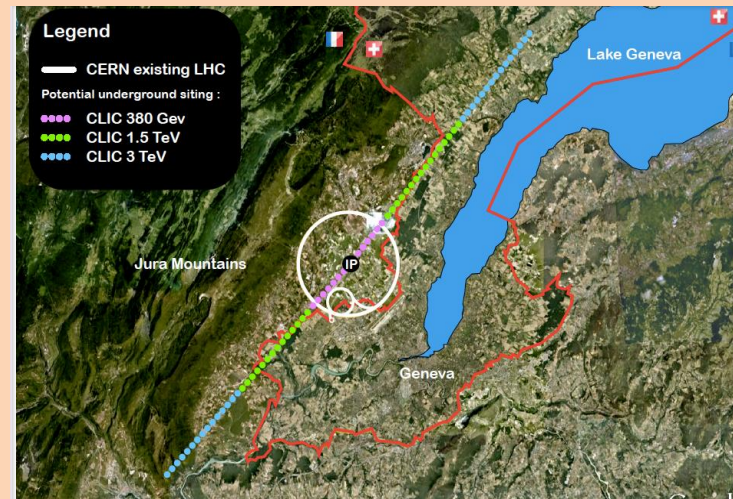 Legend
CERN existing LHC
Potential underground siting :
CLIC 380 Gev
CLIC 1.5 TeV
CLIC 3 TeV
Lake Geneva
Jura Mountains
IP
Geneva